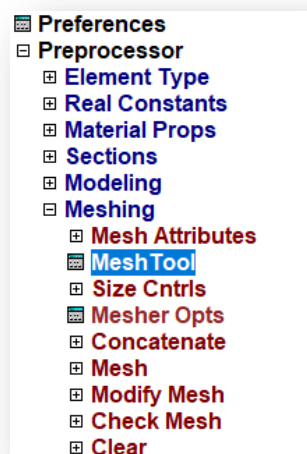 Preferences
Preprocessor
Element Type
Real Constants
Material Props
Sections
Modeling
Meshing
Mesh Attributes
MeshTool
Size Cntrls
Mesher Opts
Concatenate
Mesh
Modify Mesh
Check Mesh
Clear